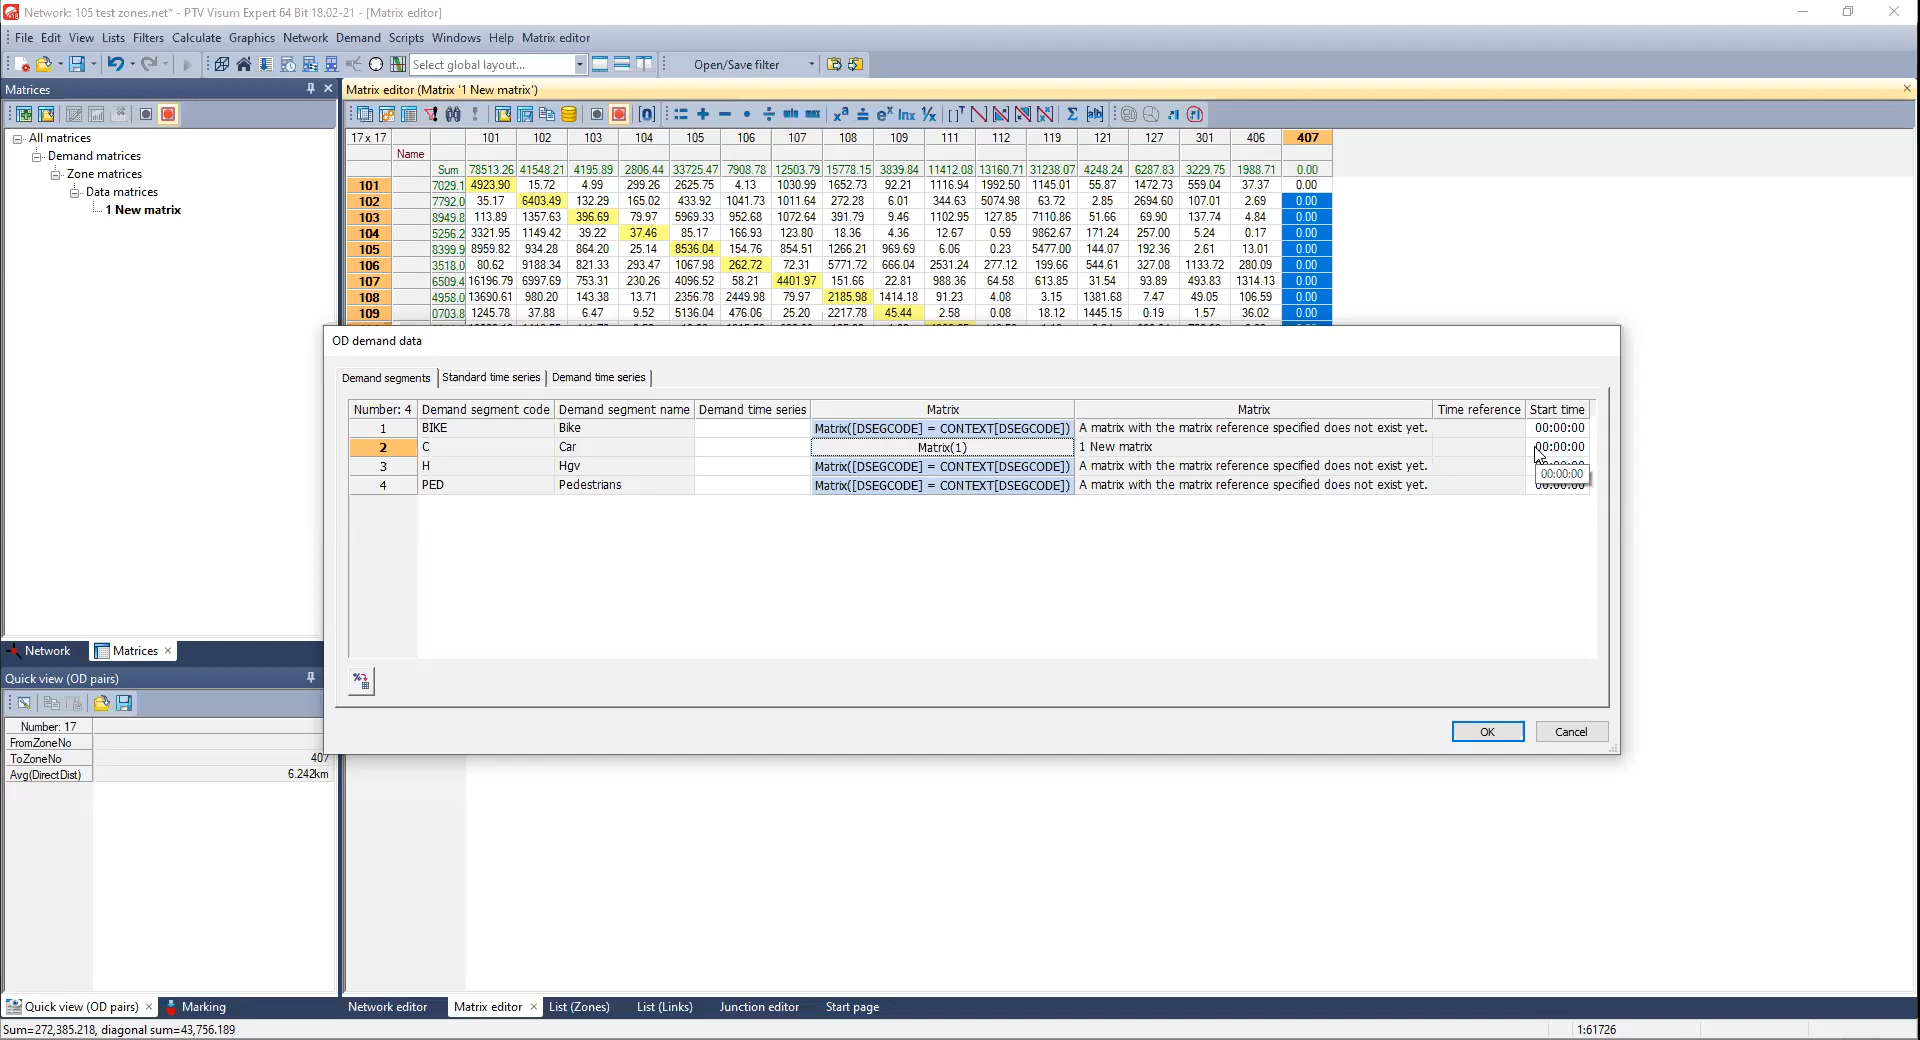 Network: 105 test zones.net* - PTV Visum Expert 64 Bit 18.02-21 - [Matrix editor]
File Edit View Lists Filters Calculate Graphics Network Demand Scripts Windows Help Matrix editor
Select global layout... Open/Save filter
Matrices
Matrix editor (Matrix '1 New matrix')
All matrices
Demand matrices
Zone matrices
Data matrices
1 New matrix
17 x 17 101 102 103 104 105 106 107 108 109 111 112 119 121 127 301 406 407
Name
Sum 78513.26 41548.21 4195.89 2806.44 33725.47 7908.78 12503.79 15778.15 3839.84 11412.08 13160.71 31238.07 4248.24 6287.83 3229.75 1988.71 0.00
101 7029.1 4923.90 15.72 4.99 299.26 2625.75 4.13 1030.99 1652.73 92.21 1116.94 1992.50 1145.01 55.87 1472.73 559.04 37.37 0.00
102 7792.0 35.17 6403.49 132.29 165.02 433.92 1041.73 1011.64 272.28 6.01 344.63 5074.98 63.72 2.85 2694.60 107.01 2.69 0.00
103 8949.8 113.89 1357.63 396.69 79.97 5969.33 952.68 1072.64 391.79 9.46 1102.95 127.85 7110.86 51.66 69.90 137.74 4.84 0.00
104 5256.2 3321.95 1149.42 39.22 37.46 85.17 166.93 123.80 18.36 4.36 12.67 0.59 9862.67 171.24 257.00 5.24 0.17 0.00
105 8399.9 8959.82 934.28 864.20 25.14 8536.04 154.76 854.51 1266.21 969.69 6.06 0.23 5477.00 144.07 192.36 2.61 13.01 0.00
106 3518.0 80.62 9188.34 821.33 293.47 1067.98 262.72 72.31 5771.72 666.04 2531.24 277.12 199.66 544.61 327.08 1133.72 280.09 0.00
107 6509.4 16196.79 6997.69 753.31 230.26 4096.52 58.21 4401.97 151.66 22.81 988.36 64.58 613.85 31.54 93.89 493.83 1314.13 0.00
108 4958.0 13690.61 980.20 143.38 13.71 2356.78 2449.98 79.97 2185.98 1414.18 91.23 4.08 3.15 1381.68 7.47 49.05 106.59 0.00
109 0703.8 1245.78 37.88 6.47 9.52 5136.04 476.06 25.20 2217.78 45.44 2.58 0.08 18.12 1445.15 0.19 1.57 36.02 0.00
OD demand data
Demand segments Standard time series Demand time series
Number: 4 Demand segment code Demand segment name Demand time series Matrix Matrix Time reference Start time
1 BIKE Bike Matrix([DSEGCODE] = CONTEXT[DSEGCODE]) A matrix with the matrix reference specified does not exist yet. 00:00:00
2 C Car Matrix(1) 1 New matrix 00:00:00
3 H Hgv Matrix([DSEGCODE] = CONTEXT[DSEGCODE]) A matrix with the matrix reference specified does not exist yet.
4 PED Pedestrians Matrix([DSEGCODE] = CONTEXT[DSEGCODE]) A matrix with the matrix reference specified does not exist yet. 00:00:00
00:00:00
OK Cancel
Network Matrices
Quick view (OD pairs)
Number: 17
FromZoneNo
ToZoneNo 407
Avg(DirectDist) 6.242km
Quick view (OD pairs) Marking Network editor Matrix editor List (Zones) List (Links) Junction editor Start page
Sum=272,385.218, diagonal sum=43,756.189 1:61726